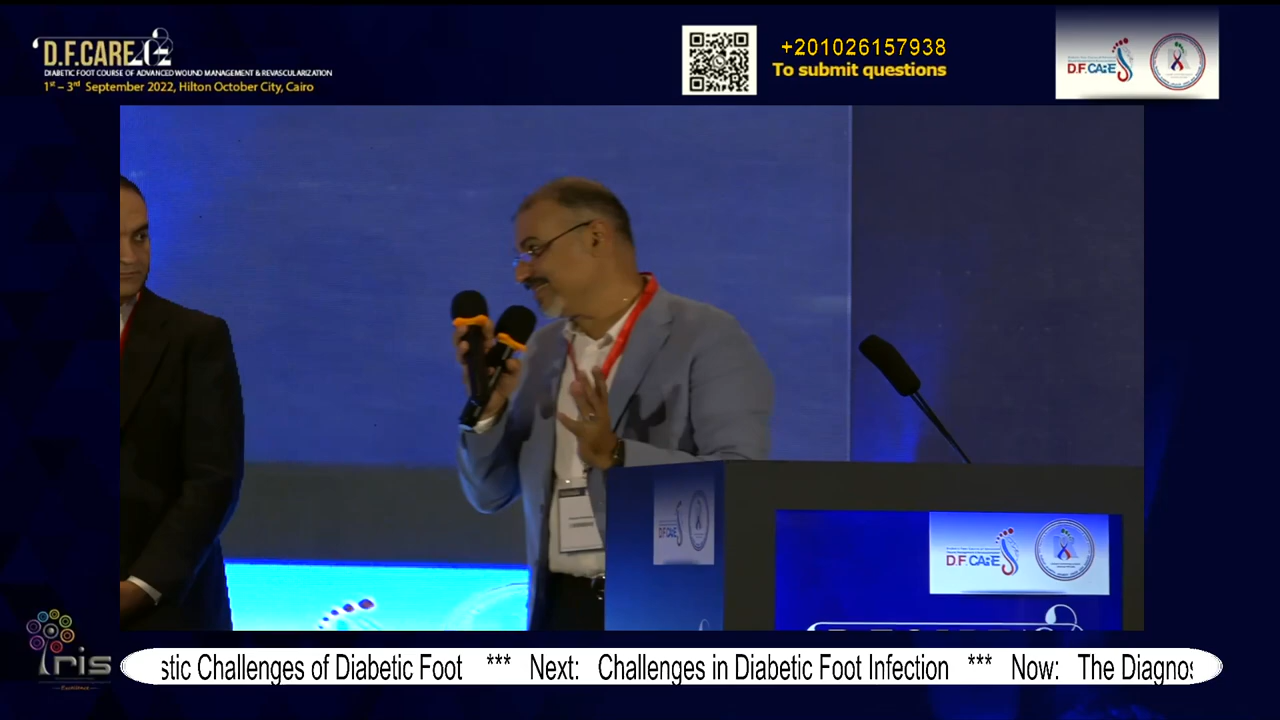 D.F.CARE
DIABETIC FOOT COURSE OF ADVANCED WOUND MANAGEMENT & REVASCULARIZATION
1st – 3rd September 2022, Hilton October City, Cairo
+201026157938
To submit questions
D.F.CARE
D.F.CARE
D.F.CARE
Iris
stic Challenges of Diabetic Foot *** Next: Challenges in Diabetic Foot Infection *** Now: The Diagnos